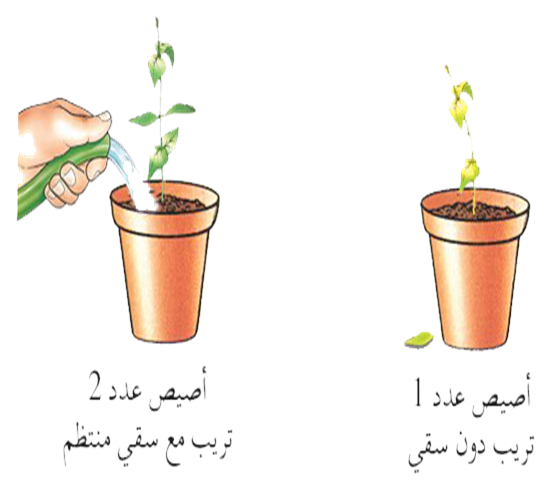 أصيص عدد 1
تريب دون سقي
أصيص عدد 2
تريب مع سقي منتظم